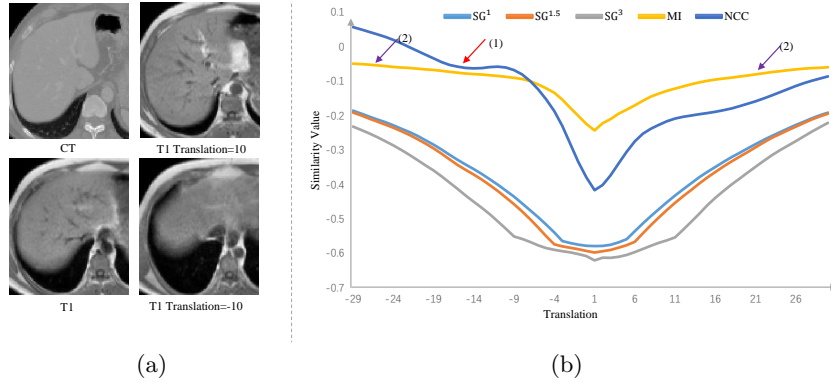 CT
T1 Translation=10
T1
T1 Translation=-10
(a)
SG¹ SG¹·⁵ SG³ MI NCC
(2)
(1)
(2)
Similarity Value
0.1
0
-0.1
-0.2
-0.3
-0.4
-0.5
-0.6
-0.7
-29 -24 -19 -14 -9 -4 1 6 11 16 21 26
Translation
(b)